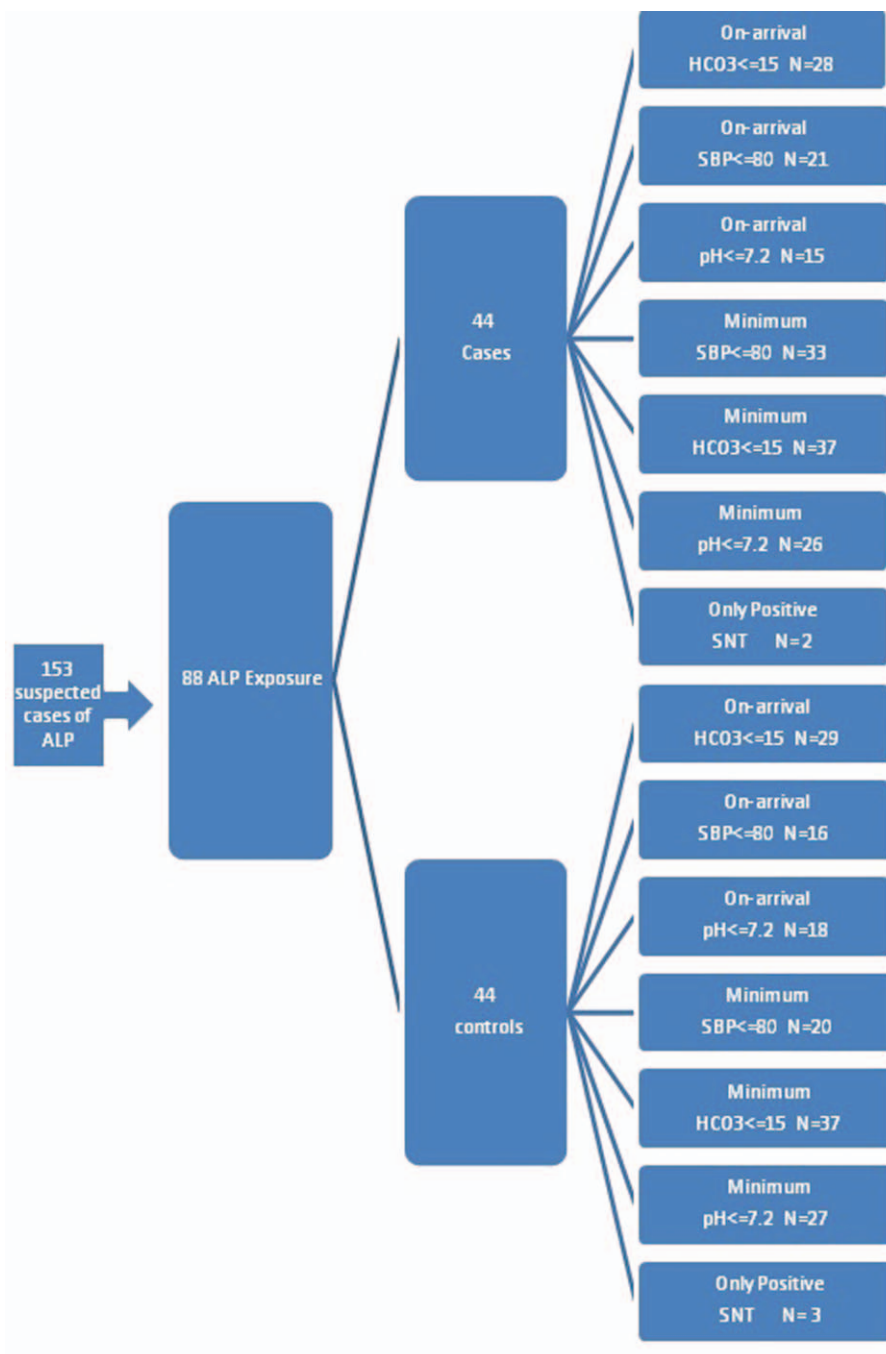 153
suspected
cases of
ALP
88 ALP Exposure
44
Cases
On-arrival
HCO3<=15 N=28
On-arrival
SBP<=80 N=21
On-arrival
pH<=7.2 N=15
Minimum
SBP<=80 N=33
Minimum
HCO3<=15 N=37
Minimum
pH<=7.2 N=26
Only Positive
SNT N=2
44
controls
On-arrival
HCO3<=15 N=29
On-arrival
SBP<=80 N=16
On-arrival
pH<=7.2 N=18
Minimum
SBP<=80 N=20
Minimum
HCO3<=15 N=37
Minimum
pH<=7.2 N=27
Only Positive
SNT N= 3